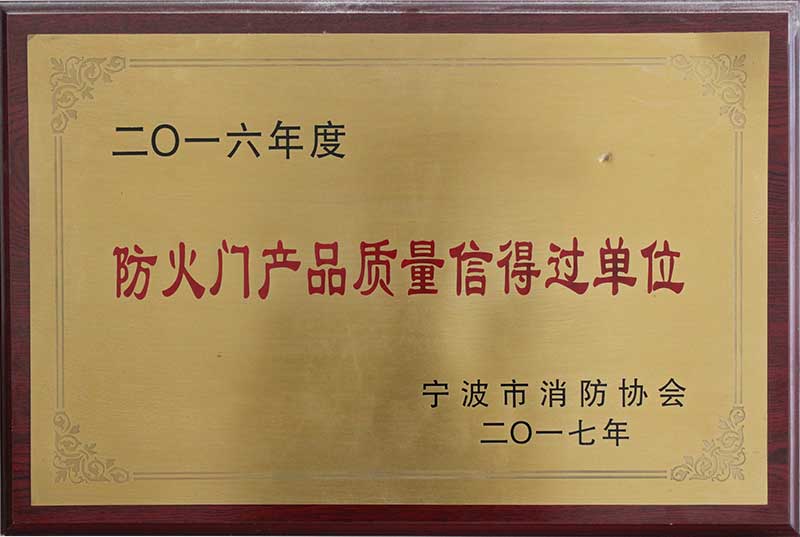 二〇一六年度
防火门产品质量信得过单位
宁波市消防协会
二〇一七年